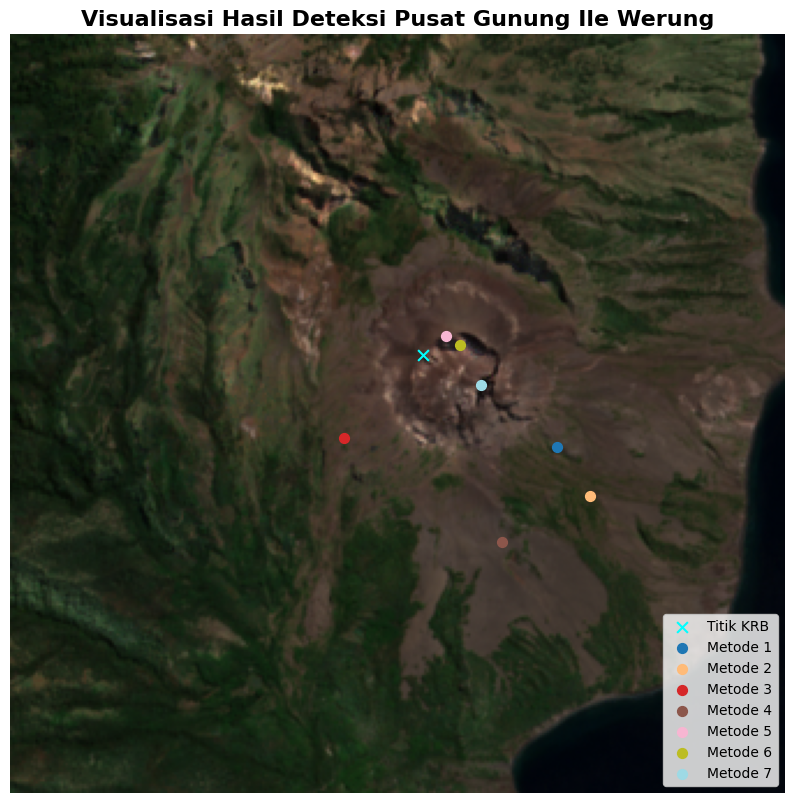 Visualisasi Hasil Deteksi Pusat Gunung Ile Werung
Titik KRB
Metode 1
Metode 2
Metode 3
Metode 4
Metode 5
Metode 6
Metode 7